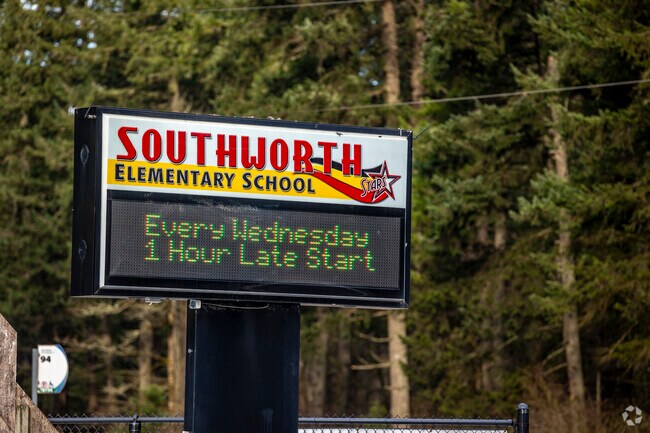 SOUTHWORTH
ELEMENTARY SCHOOL
STARS
Every Wednesday
1 Hour Late Start
94